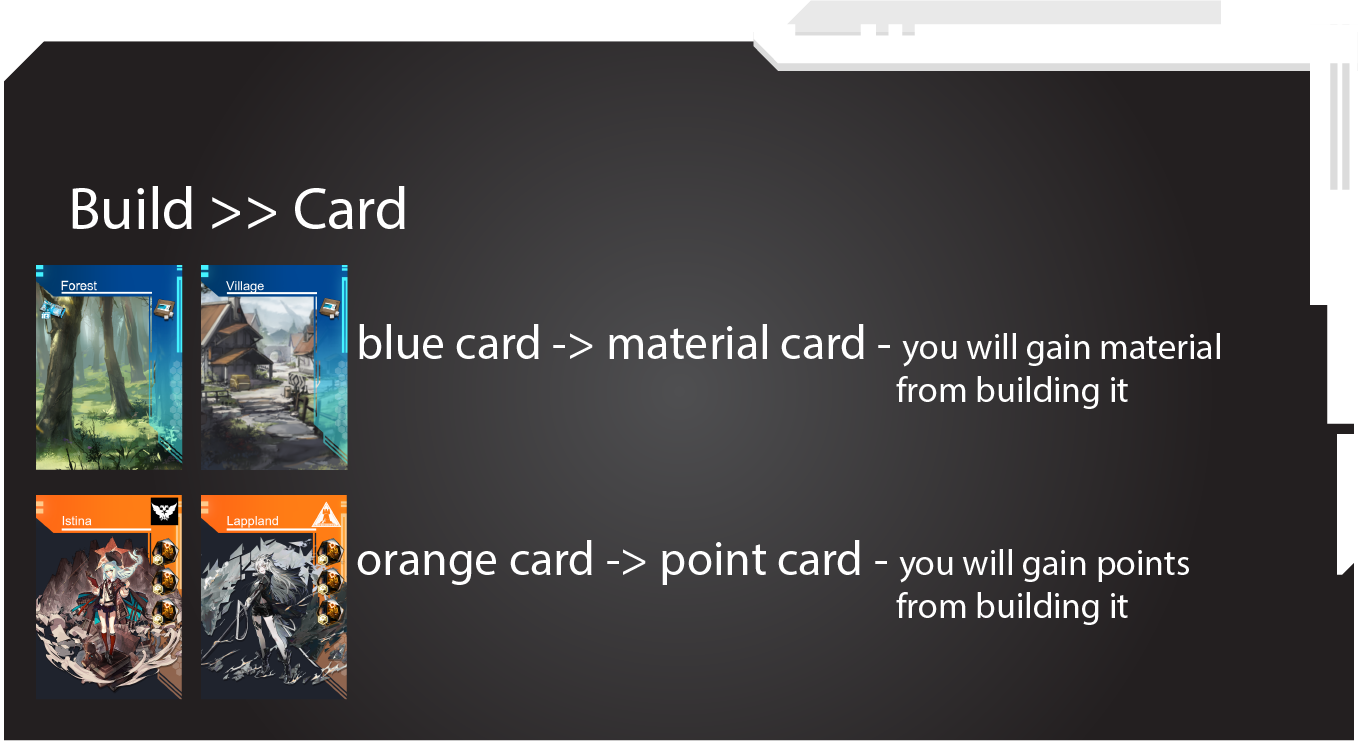 Build >> Card
Forest
Village
blue card -> material card - you will gain material
from building it
Istina
Lappland
orange card -> point card - you will gain points
from building it